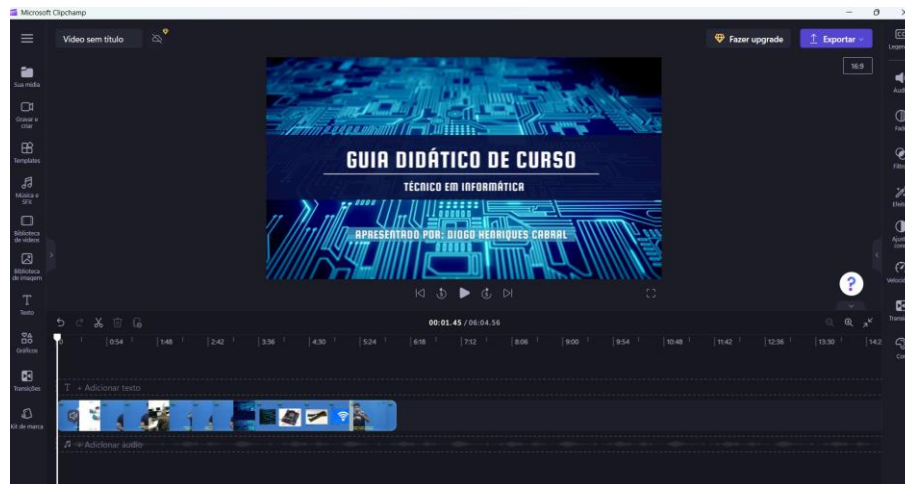 Microsoft Clipchamp
Vídeo sem título
Fazer upgrade
Exportar
16:9
Sua mídia
Gravar e
criar
Templates
Música e
SFX
Biblioteca
de vídeos
Biblioteca
de imagem
Texto
Gráficos
Transições
Kit de marca
GUIA DIDÁTICO DE CURSO
TÉCNICO EM INFORMÁTICA
APRESENTADO POR: DIOGO HENRIQUES CABRAL
5
5
?
CC
00:01.45 / 06:04.56
0 0:54 1:48 2:42 3:36 4:30 5:24 6:18 7:12 8:06 9:00 9:54 10:48 11:42 12:36 13:30
T + Adicionar texto
+ Adicionar áudio